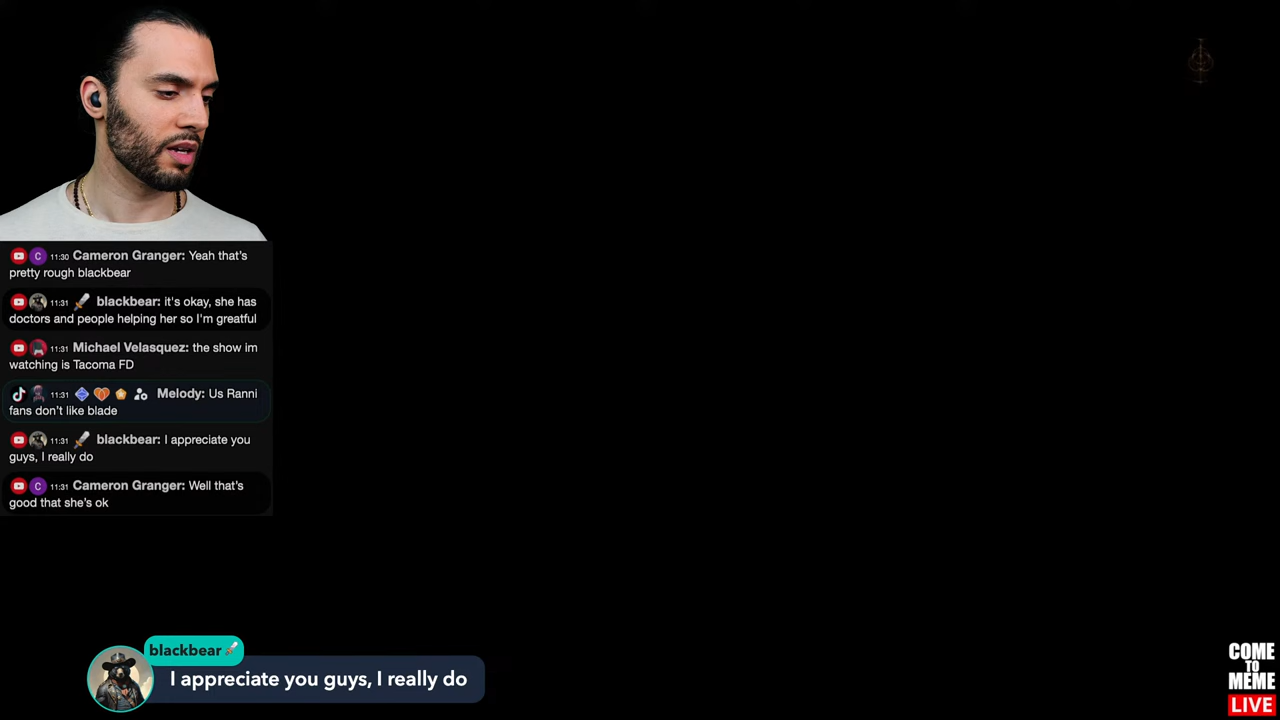 C 11:30 Cameron Granger: Yeah that's
pretty rough blackbear
11:31 blackbear: it's okay, she has
doctors and people helping her so I'm greatful
11:31 Michael Velasquez: the show im
watching is Tacoma FD
11:31 Melody: Us Ranni
fans don't like blade
11:31 blackbear: I appreciate you
guys, I really do
C 11:31 Cameron Granger: Well that's
good that she's ok
blackbear
I appreciate you guys, I really do
COME
TO
MEME
LIVE